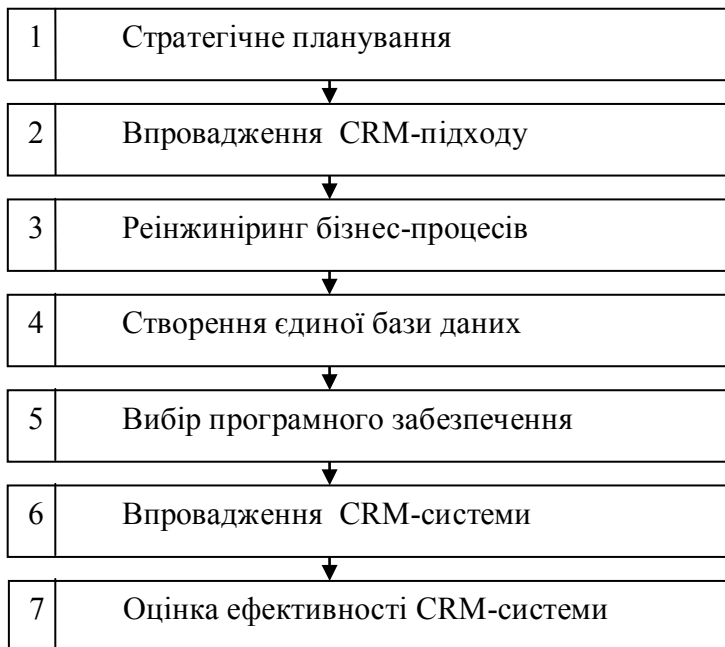 1 Стратегічне планування
2 Впровадження CRM-підходу
3 Реінжиніринг бізнес-процесів
4 Створення єдиної бази даних
5 Вибір програмного забезпечення
6 Впровадження CRM-системи
7 Оцінка ефективності CRM-системи